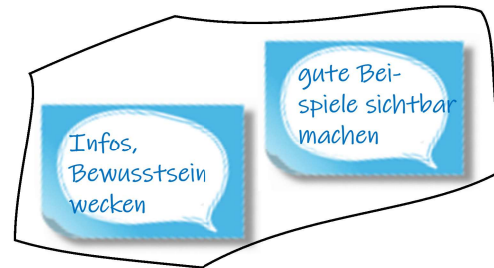 Infos,
Bewusstsein
wecken
gute Bei-
spiele sichtbar
machen